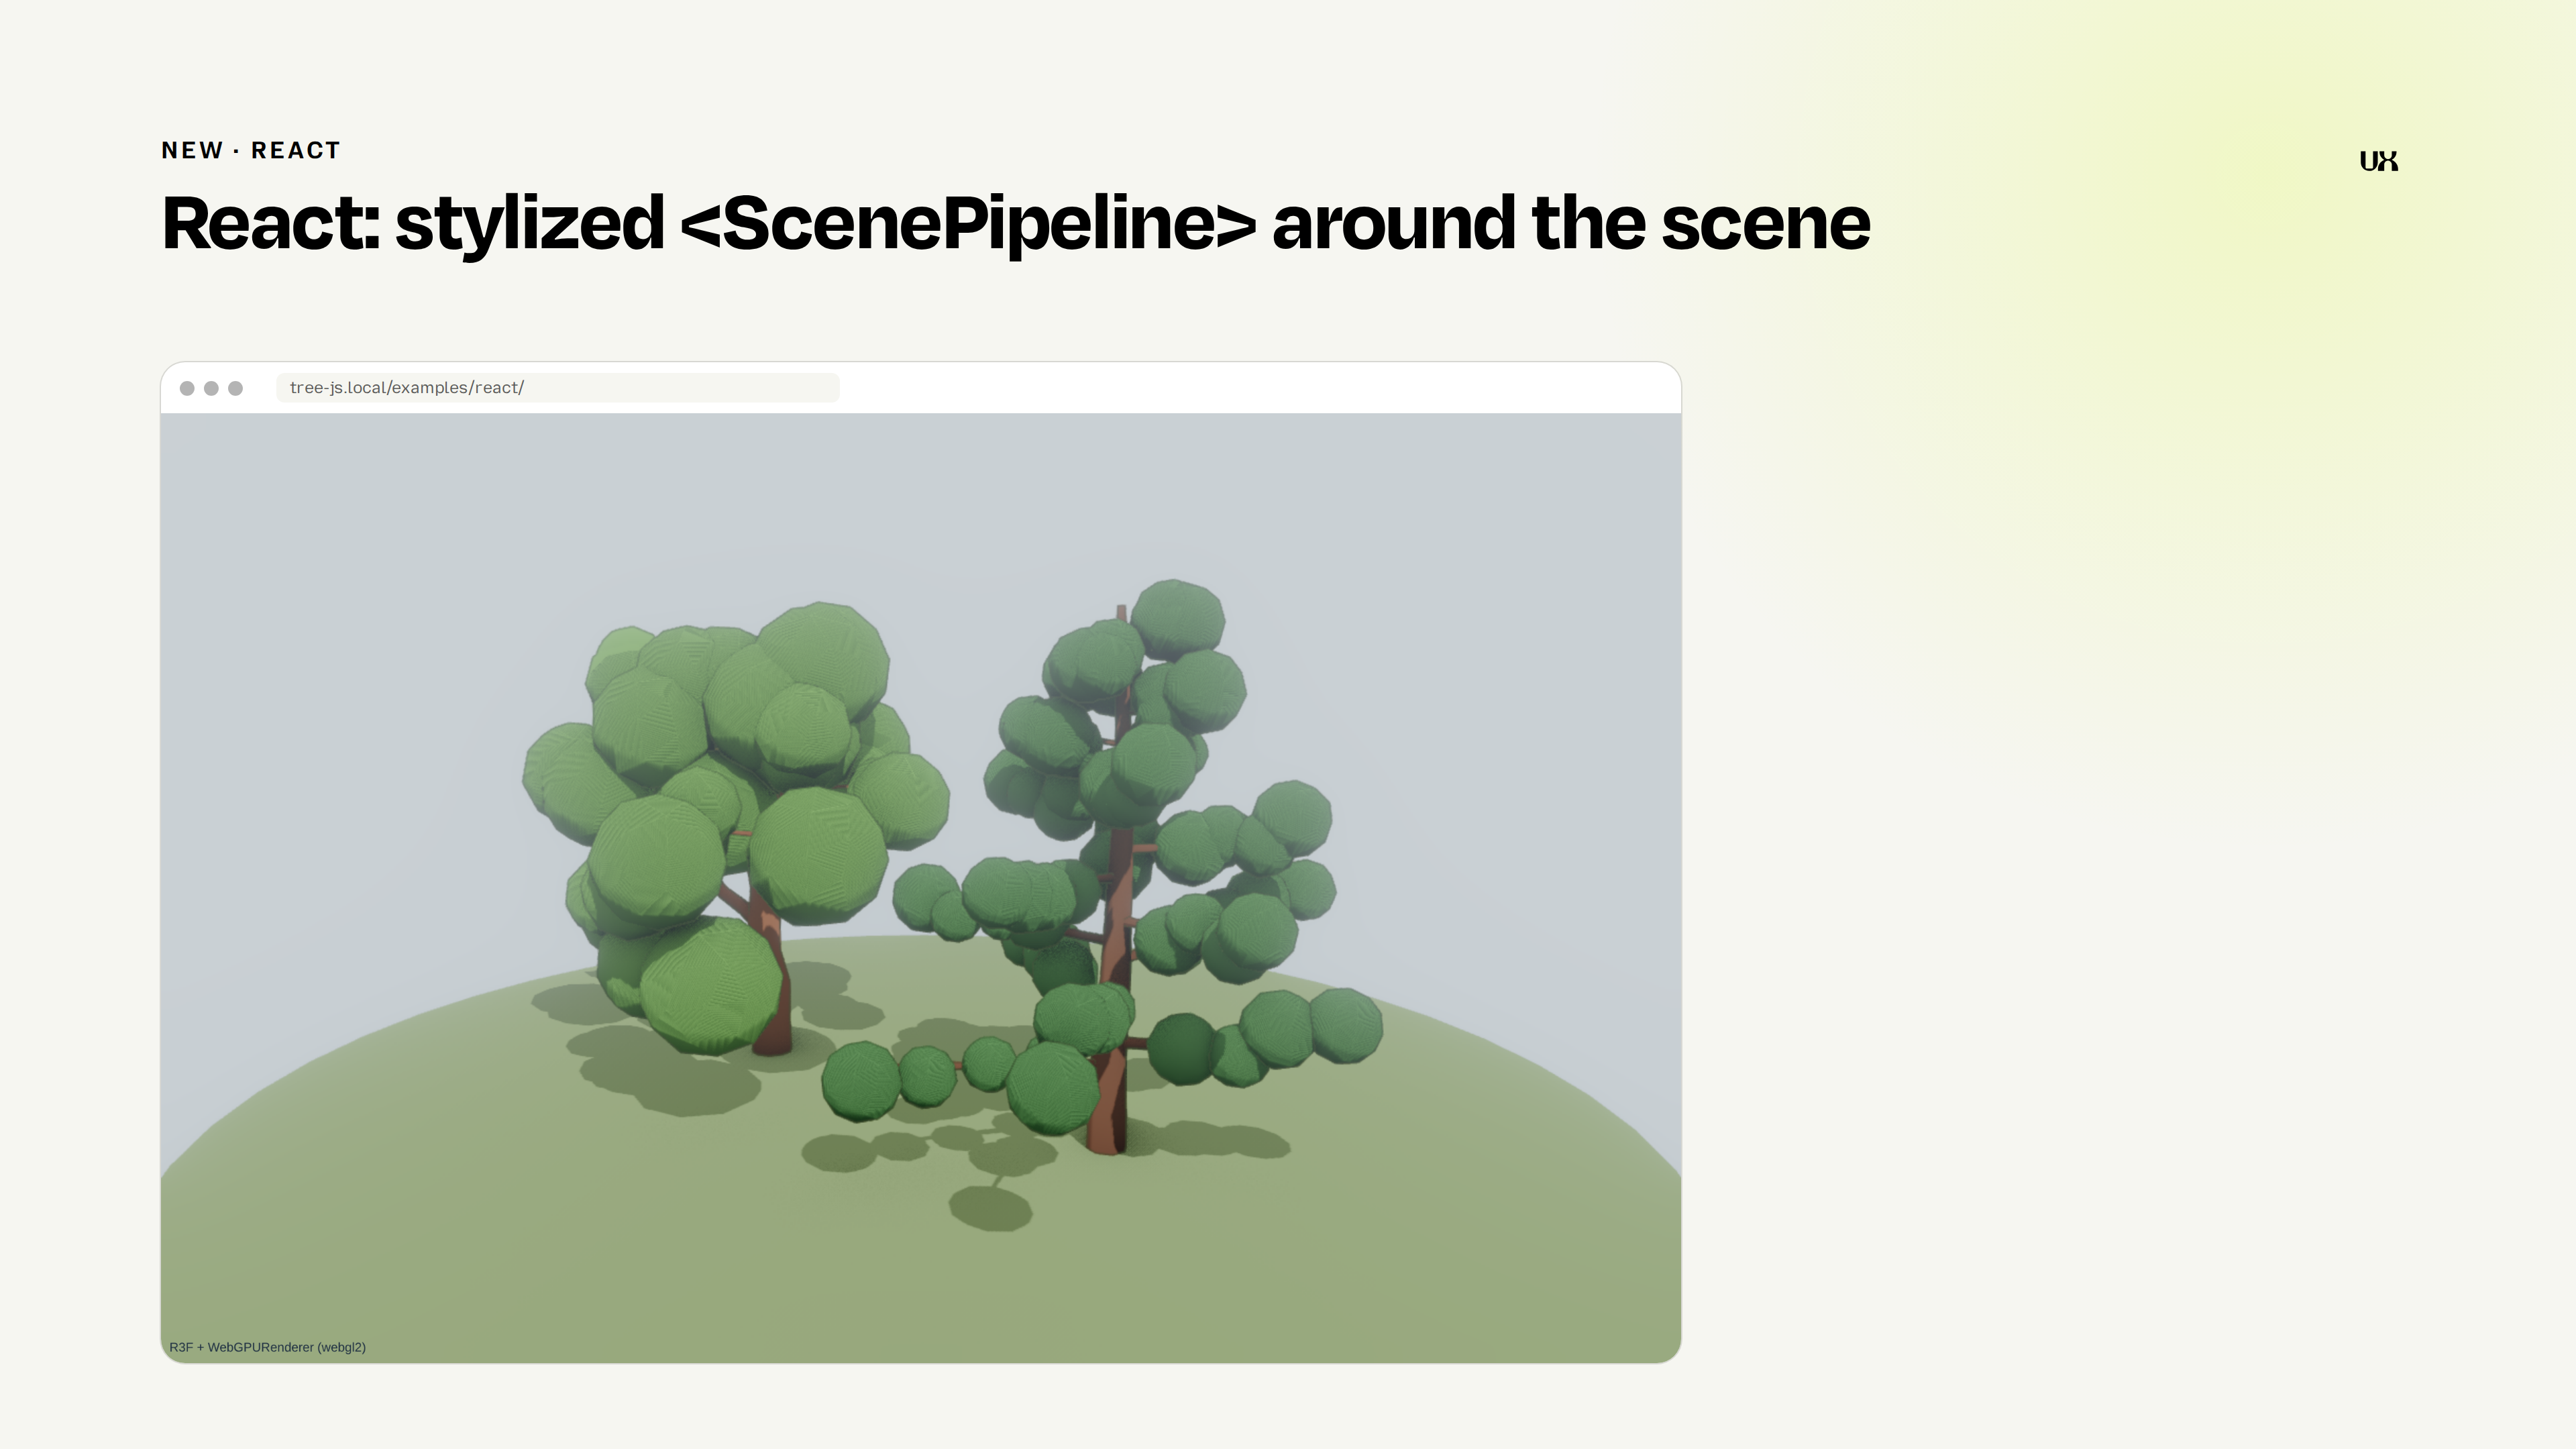 NEW · REACT
UX
React: stylized <ScenePipeline> around the scene
tree-js.local/examples/react/
R3F + WebGPURenderer (webgl2)